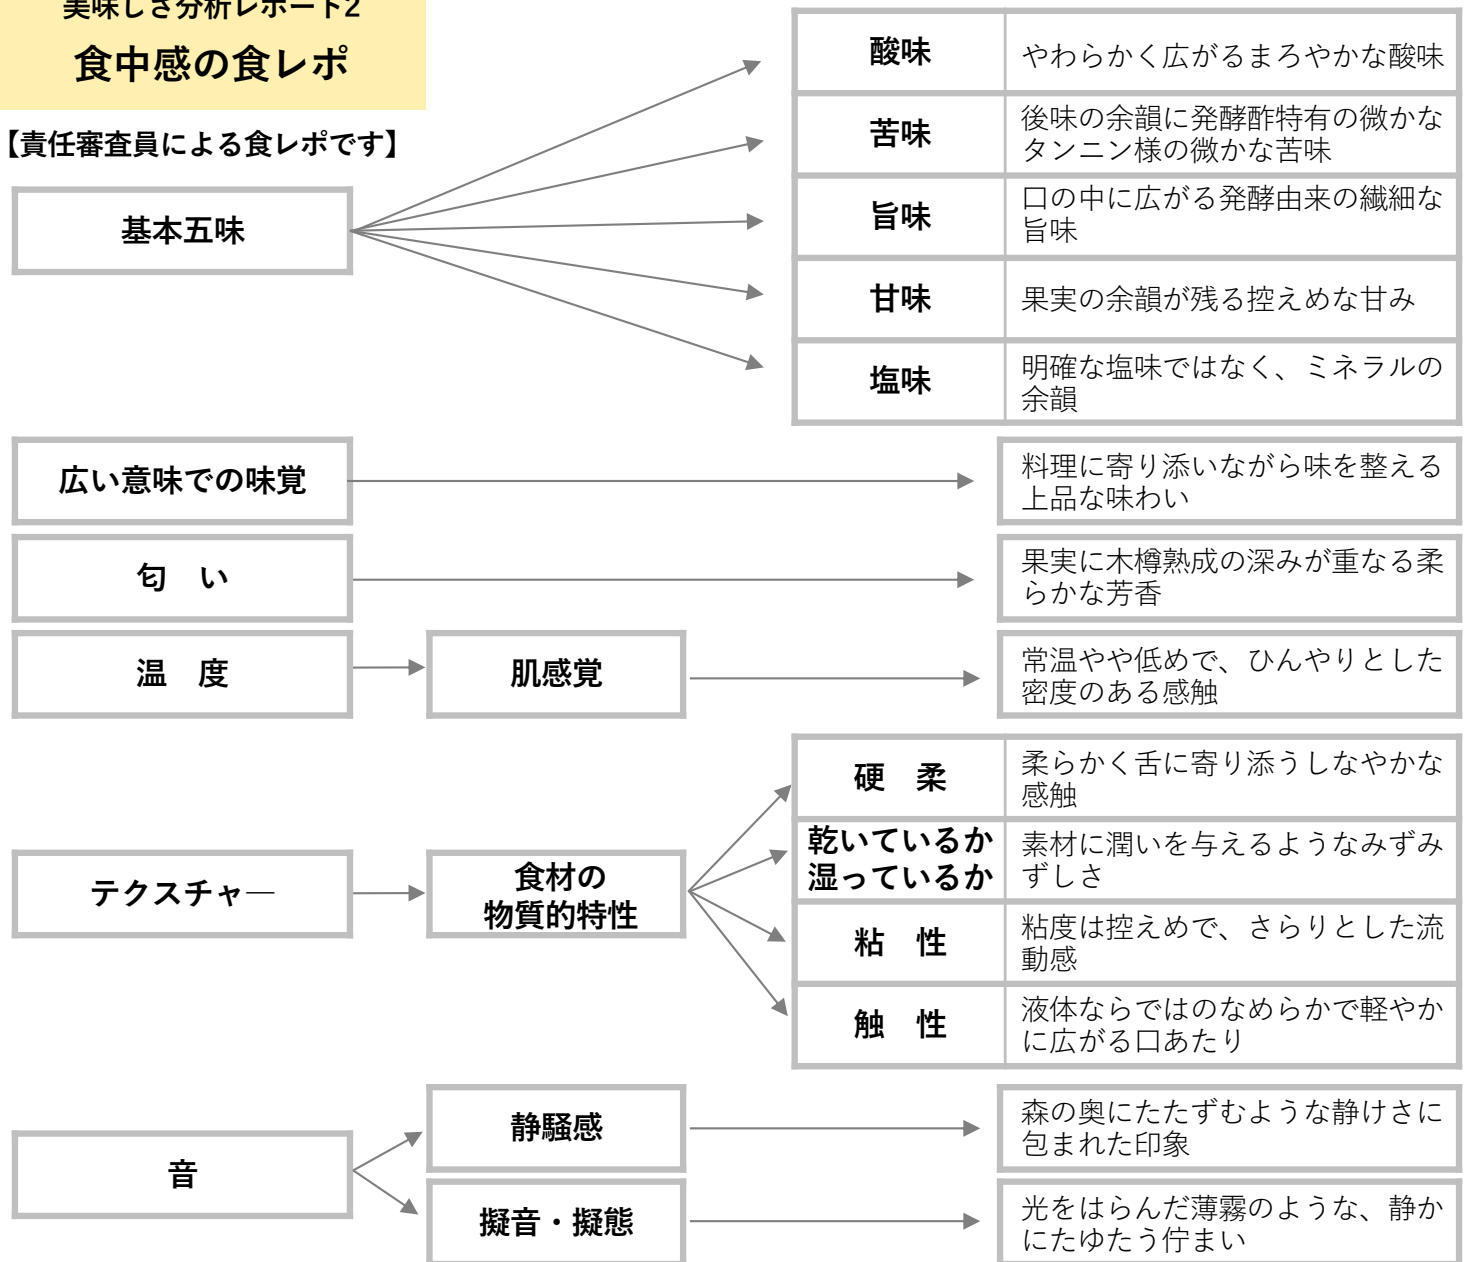 美味しさ分析レポート2
食中感の食レポ
【責任審査員による食レポです】
基本五味
酸味
やわらかく広がるまろやかな酸味
苦味
後味の余韻に発酵酢特有の微かな
タンニン様の微かな苦味
旨味
口の中に広がる発酵由来の繊細な
旨味
甘味
果実の余韻が残る控えめな甘み
塩味
明確な塩味ではなく、ミネラルの
余韻
広い意味での味覚
料理に寄り添いながら味を整える
上品な味わい
匂　い
果実に木樽熟成の深みが重なる柔
らかな芳香
温　度
肌感覚
常温やや低めで、ひんやりとした
密度のある感触
テクスチャ―
食材の
物質的特性
硬　柔
柔らかく舌に寄り添うしなやかな
感触
乾いているか
湿っているか
素材に潤いを与えるようなみずみ
ずしさ
粘　性
粘度は控えめで、さらりとした流
動感
触　性
液体ならではのなめらかで軽やか
に広がる口あたり
音
静騒感
森の奥にたたずむような静けさに
包まれた印象
擬音・擬態
光をはらんだ薄霧のような、静か
にたゆたう佇まい